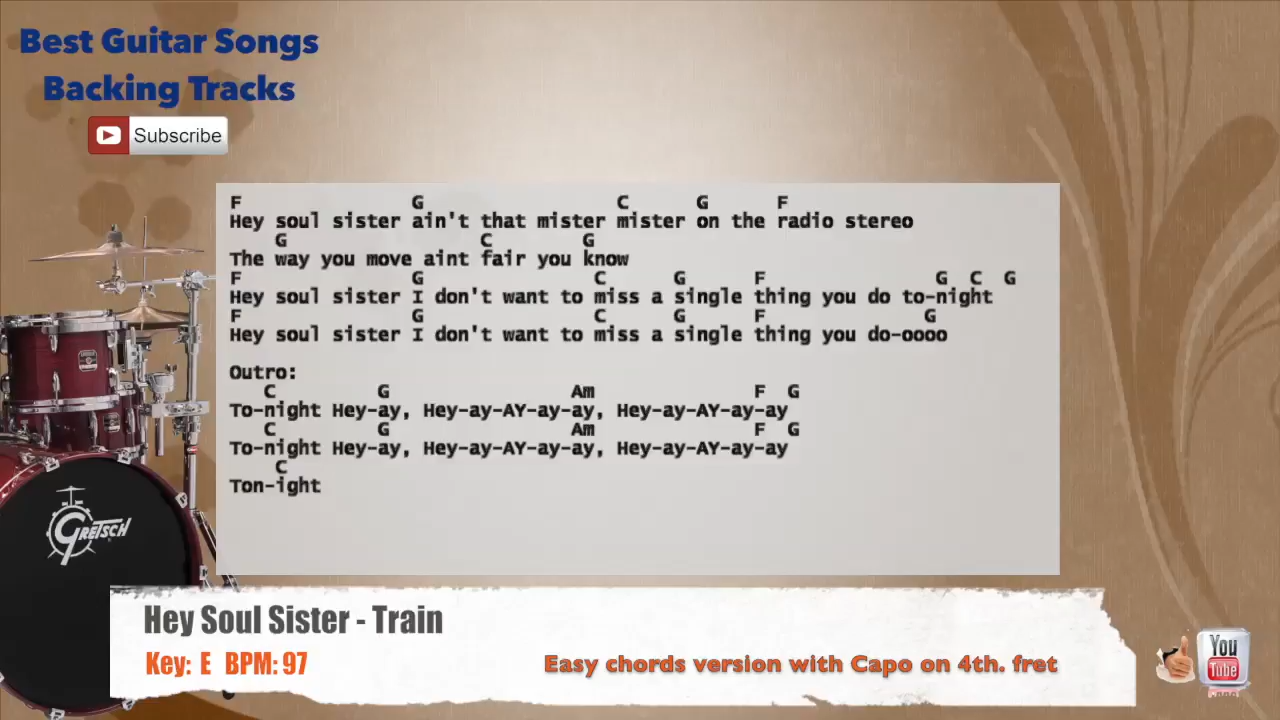 Best Guitar Songs
Backing Tracks
Subscribe
F G C G F
Hey soul sister ain't that mister mister on the radio stereo
G C G
The way you move aint fair you know
F G C G F G C G
Hey soul sister I don't want to miss a single thing you do to-night
F G C G F G
Hey soul sister I don't want to miss a single thing you do-oooo
Outro:
C G Am F G
To-night Hey-ay, Hey-ay-AY-ay-ay, Hey-ay-AY-ay-ay
C G Am F G
To-night Hey-ay, Hey-ay-AY-ay-ay, Hey-ay-AY-ay-ay
C
Ton-ight
GRETSCH
Hey Soul Sister - Train
Key: E BPM: 97
Easy chords version with Capo on 4th. fret
You
Tube